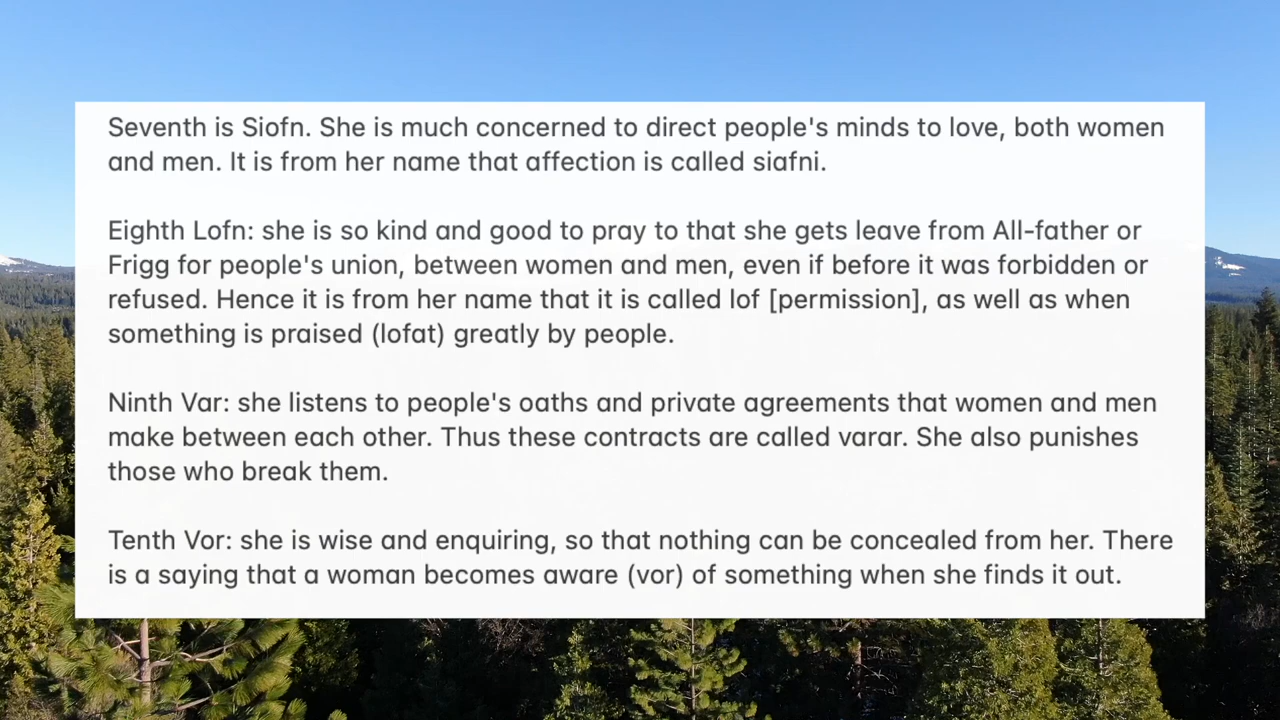 Seventh is Siofn. She is much concerned to direct people's minds to love, both women
and men. It is from her name that affection is called siafni.
Eighth Lofn: she is so kind and good to pray to that she gets leave from All-father or
Frigg for people's union, between women and men, even if before it was forbidden or
refused. Hence it is from her name that it is called lof [permission], as well as when
something is praised (lofat) greatly by people.
Ninth Var: she listens to people's oaths and private agreements that women and men
make between each other. Thus these contracts are called varar. She also punishes
those who break them.
Tenth Vor: she is wise and enquiring, so that nothing can be concealed from her. There
is a saying that a woman becomes aware (vor) of something when she finds it out.